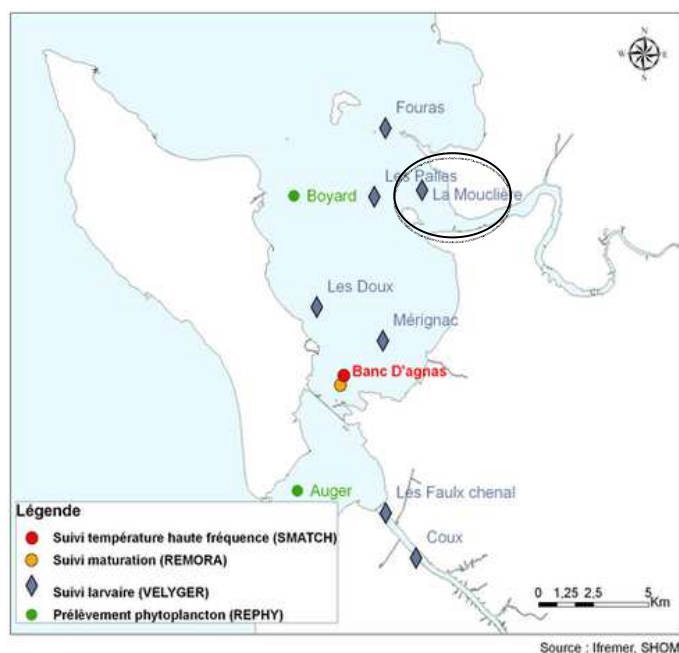 N
W
E
S
Fouras
Les Palles
La Mouclière
Boyard
Les Doux
Mérignac
Banc D'agnas
Auger
Les Faulx chenal
Coux
Légende
Suivi température haute fréquence (SMATCH)
Suivi maturation (REMORA)
Suivi larvaire (VELYGER)
Prélèvement phytoplancton (REPHY)
0 1,25 2,5 5
Km
Source : Ifremer, SHOM